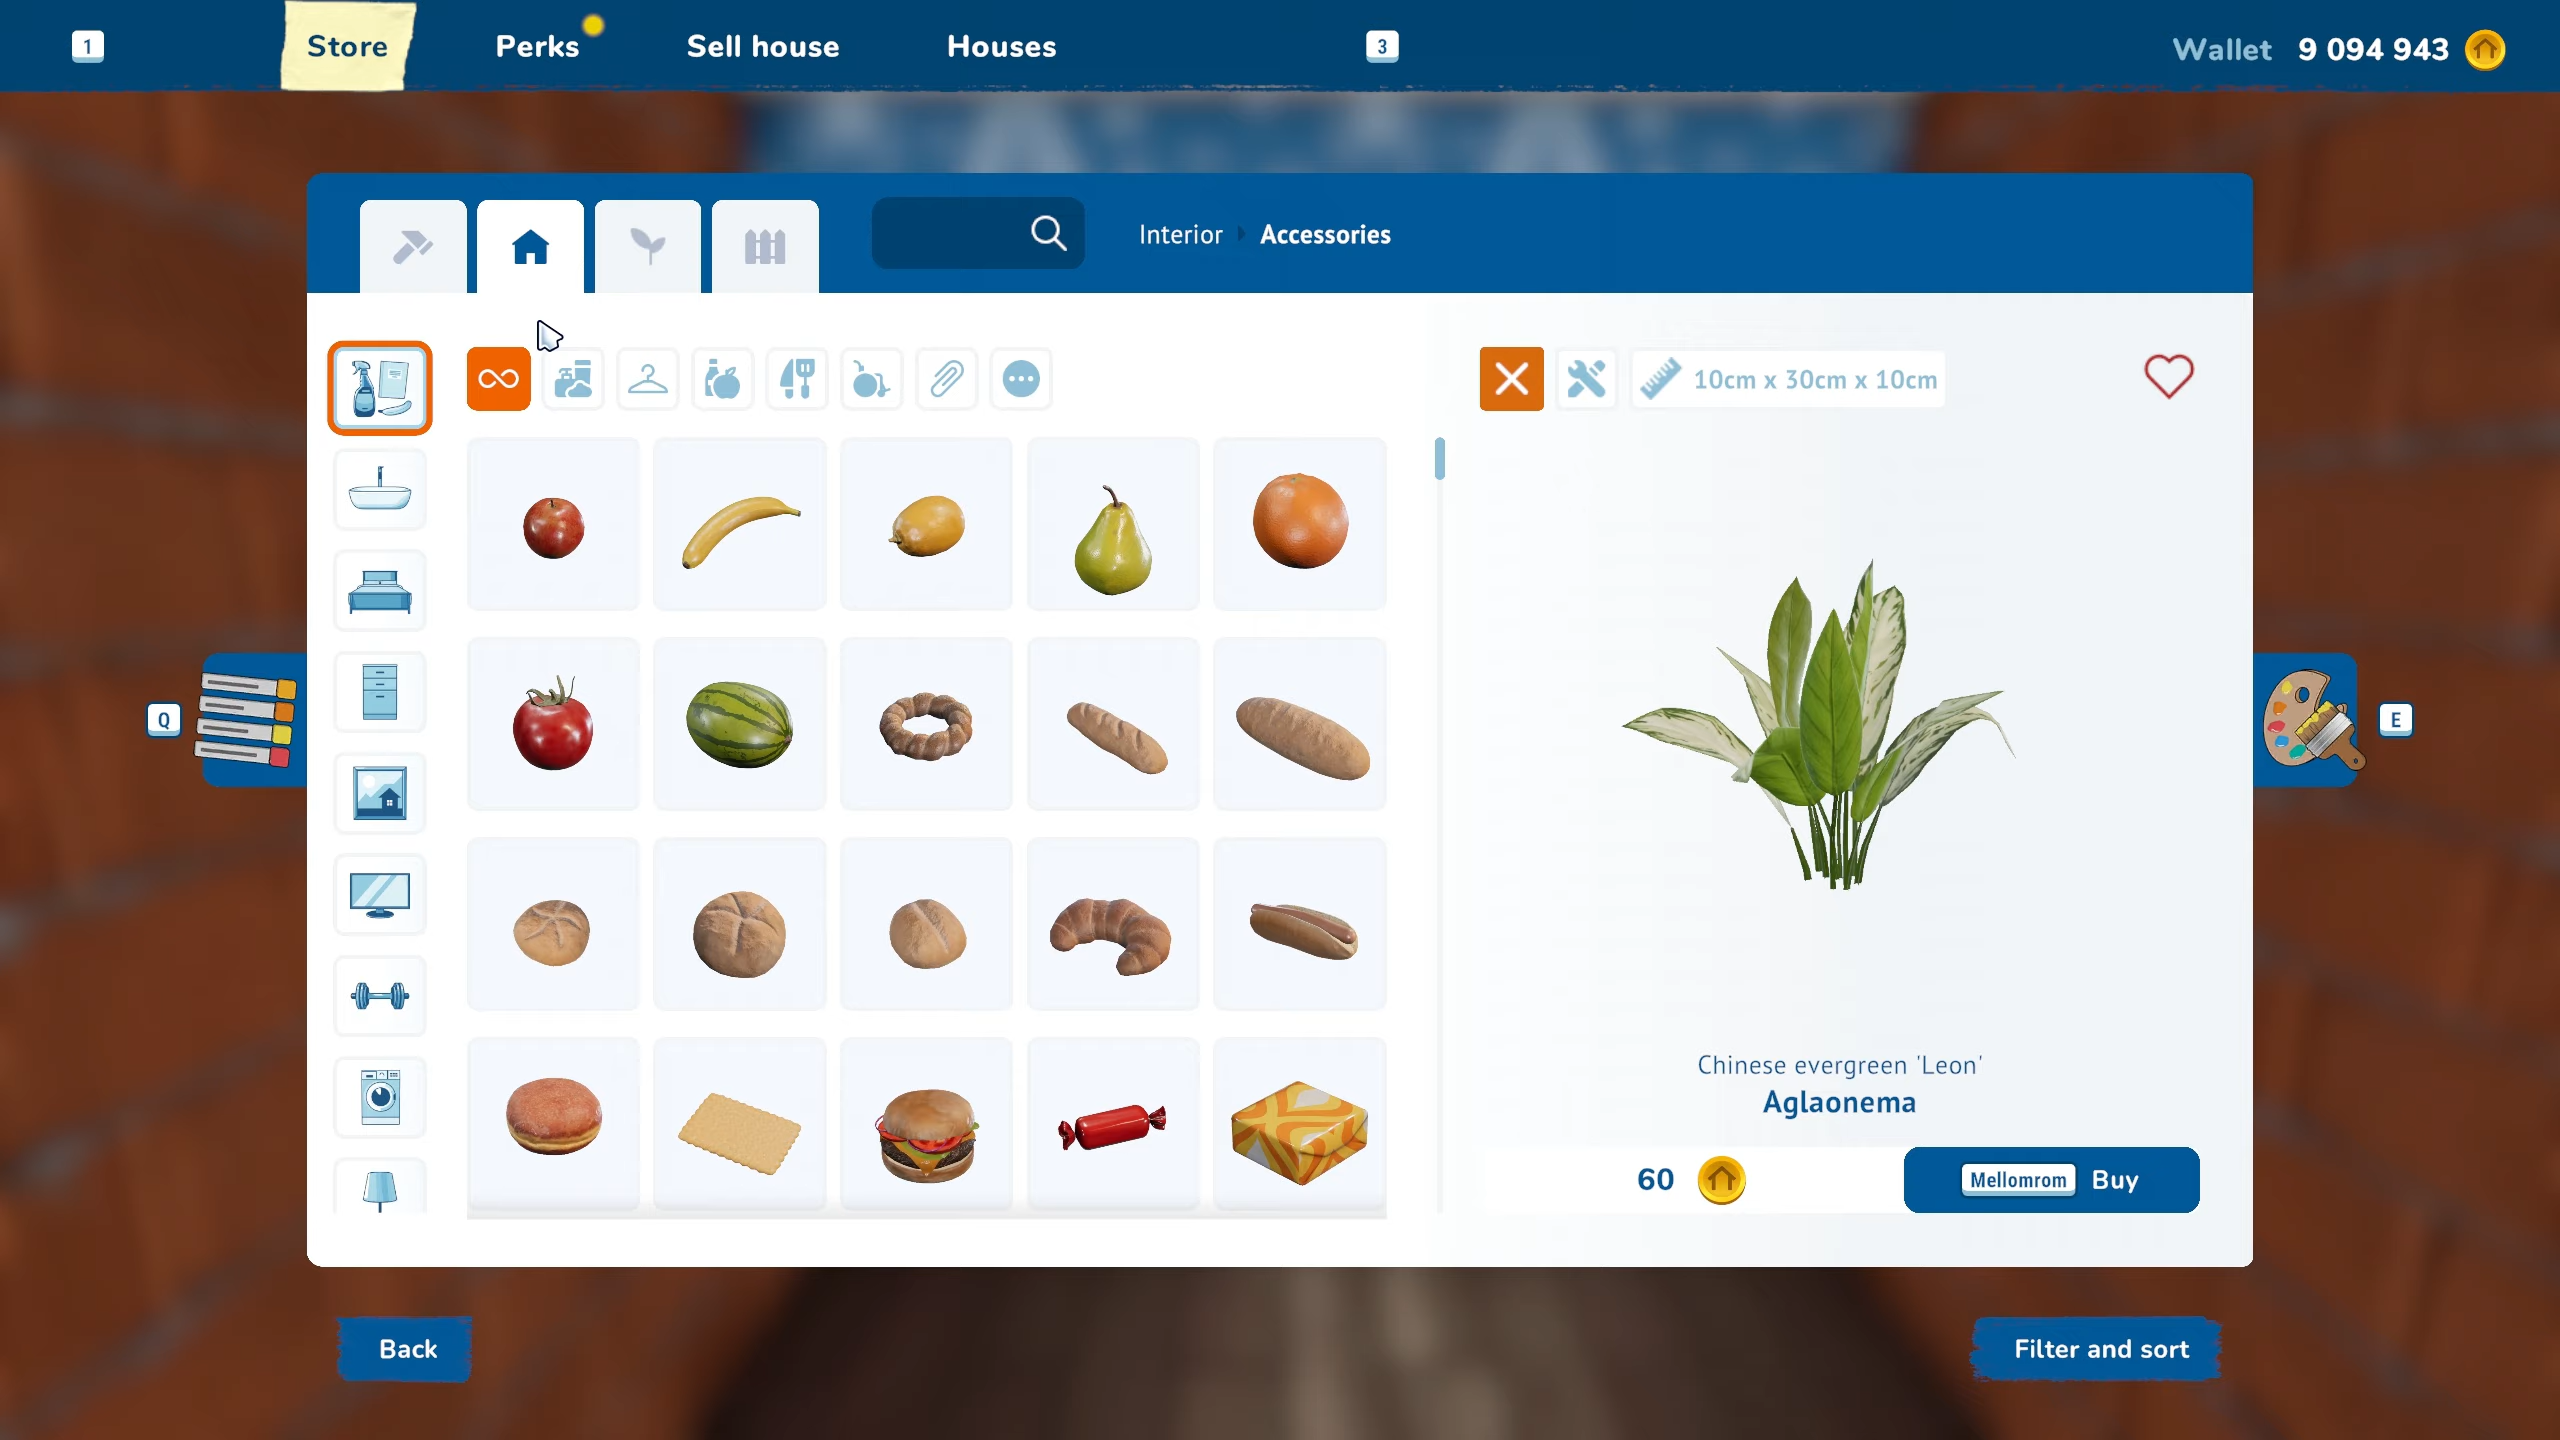 1
Store
Perks
Sell house
Houses
3
Wallet 9 094 943
Interior Accessories
10cm x 30cm x 10cm
Q
E
Chinese evergreen 'Leon'
Aglaonema
60
Mellomrom Buy
Back
Filter and sort